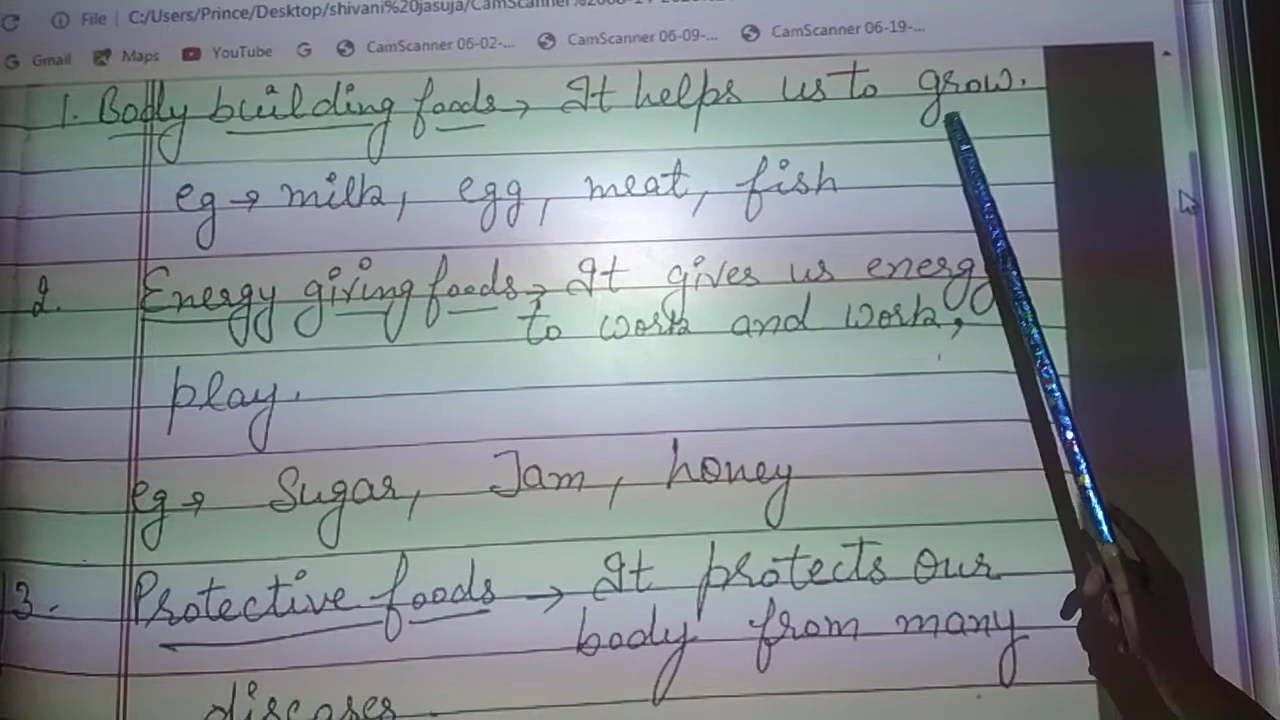 File | C:/Users/Prince/Desktop/shivani%20jasuja/CamScanner%2006-
Gmail Maps YouTube G CamScanner 06-02-... CamScanner 06-09-... CamScanner 06-19-...
1. Body building foods → It helps us to grow.
eg → milk, egg, meat, fish
2. Energy giving foods → It gives us energy
to work and work,
play.
eg → Sugar, Jam, honey
3. Protective foods → It protects our
body from many
diseases.